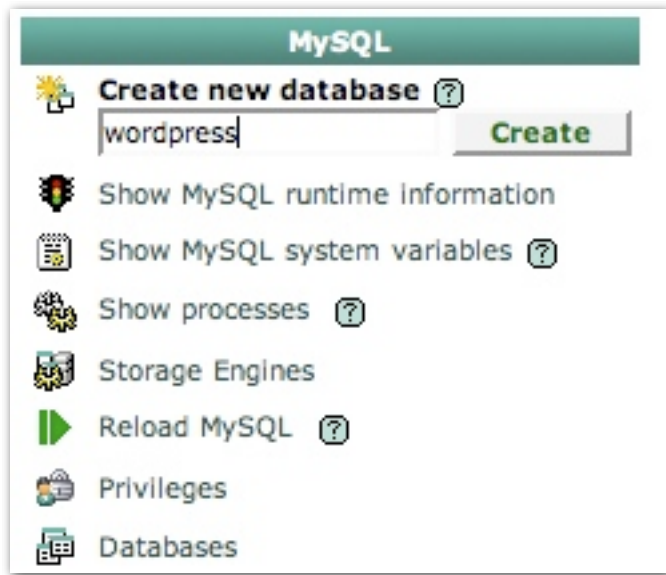 MySQL
Create new database ?
wordpress Create
Show MySQL runtime information
Show MySQL system variables ?
Show processes ?
Storage Engines
Reload MySQL ?
Privileges
Databases